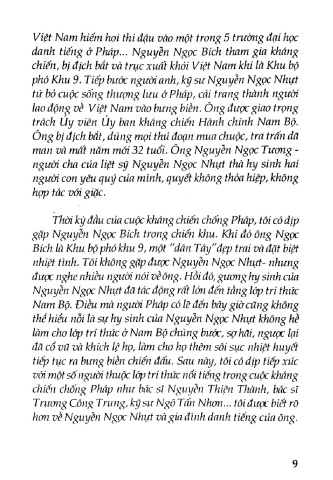 Việt Nam hiếm hoi thi đậu vào một trong 5 trường đại học
danh tiếng ở Pháp... Nguyễn Ngọc Bích tham gia kháng
chiến, bị địch bắt và trục xuất khỏi Việt Nam khi là Khu bộ
phó Khu 9. Tiếp bước người anh, kỹ sư Nguyễn Ngọc Nhựt
từ bỏ cuộc sống thượng lưu ở Pháp, cải trang thành người
lao động về Việt Nam vào bưng biền. Ông được giao trọng
trách Ủy viên Ủy ban kháng chiến Hành chính Nam Bộ.
Ông bị địch bắt, dùng mọi thủ đoạn mua chuộc, tra tấn dã
man và mất năm mới 32 tuổi. Ông Nguyễn Ngọc Tương -
người cha của liệt sỹ Nguyễn Ngọc Nhựt thà hy sinh hai
người con yêu quý của mình, quyết không thỏa hiệp, không
hợp tác với giặc.
Thời kỳ đầu của cuộc kháng chiến chống Pháp, tôi có dịp
gặp Nguyễn Ngọc Bích trong chiến khu. Khi đó ông Ngọc
Bích là Khu bộ phó khu 9, một "dân Tây" đẹp trai và đặt biệt
nhiệt tình. Tôi không gặp được Nguyễn Ngọc Nhựt- nhưng
được nghe nhiều người nói về ông. Hồi đó, gương hy sinh của
Nguyễn Ngọc Nhựt đã tác động rất lớn đến tầng lớp trí thức
Nam Bộ. Điều mà người Pháp có lẽ đến bây giờ cũng không
thể hiểu nỗi là sự hy sinh của Nguyễn Ngọc Nhựt không hề
làm cho lớp trí thức ở Nam Bộ chùng bước, sợ hãi, ngược lại
đã cổ vũ và khích lệ họ, làm cho họ thêm sôi sục nhiệt huyết
tiếp tục ra bưng biền chiến đấu. Sau này, tôi có dịp tiếp xúc
với một số người thuộc lớp trí thức nổi tiếng trong cuộc kháng
chiến chống Pháp như bác sĩ Nguyễn Thiện Thành, bác sĩ
Trương Công Trung, kỹ sư Ngô Tấn Nhơn... tôi được biết rõ
hơn về Nguyễn Ngọc Nhựt và gia đình danh tiếng của ông.
9